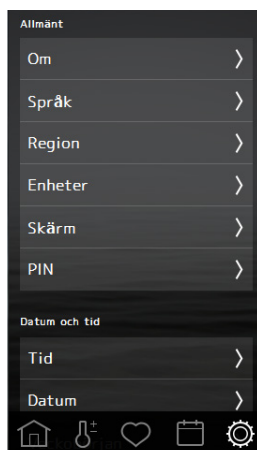 Allmänt
Om
Språk
Region
Enheter
Skärm
PIN
Datum och tid
Tid
Datum